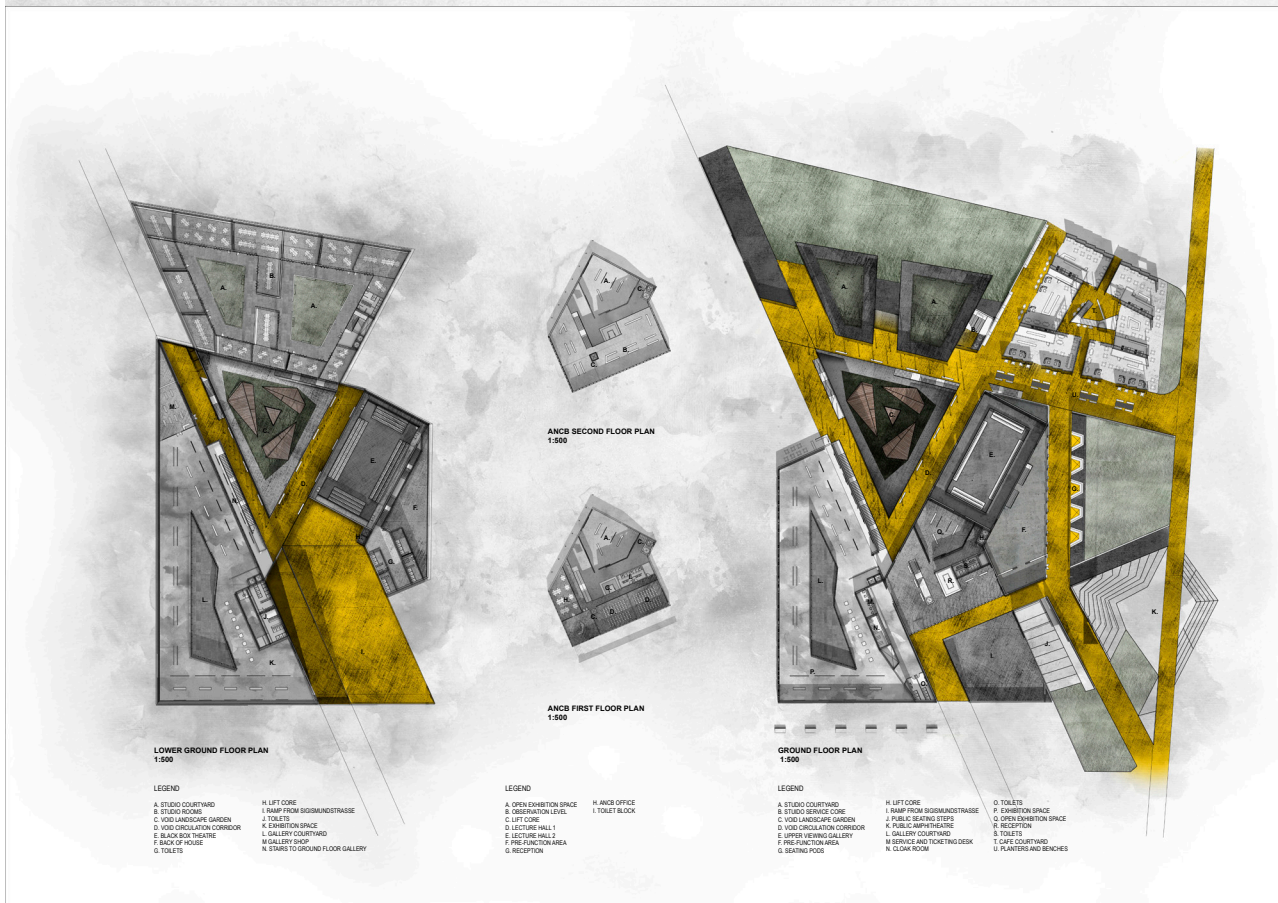 A.
A.
B.
M.
C.
E.
N.
D.
F.
H.
G.
L.
J.
K.
I.
A.
C.
B.
C.
ANCB SECOND FLOOR PLAN
1:500
A.
C.
G.
H.
D.
C.
D.
ANCB FIRST FLOOR PLAN
1:500
A.
A.
B.
U.
C.
E.
D.
G.
Q.
F.
L.
R.
K.
M.
N.
J.
I.
P.
O.
LOWER GROUND FLOOR PLAN
1:500
LEGEND
A. STUDIO COURTYARD
B. STUDIO ROOMS
C. VOID LANDSCAPE GARDEN
D. VOID CIRCULATION CORRIDOR
E. BLACK BOX THEATRE
F. BACK OF HOUSE
G. TOILETS
H. LIFT CORE
I. RAMP FROM SIGISMUNDSTRASSE
J. TOILETS
K. EXHIBITION SPACE
L. GALLERY COURTYARD
M GALLERY SHOP
N. STAIRS TO GROUND FLOOR GALLERY
LEGEND
A. OPEN EXHIBITION SPACE
B. OBSERVATION LEVEL
C. LIFT CORE
D. LECTURE HALL 1
E. LECTURE HALL 2
F. PRE-FUNCTION AREA
G. RECEPTION
H. ANCB OFFICE
I. TOILET BLOCK
GROUND FLOOR PLAN
1:500
LEGEND
A. STUDIO COURTYARD
B. STUDIO SERVICE CORE
C. VOID LANDSCAPE GARDEN
D. VOID CIRCULATION CORRIDOR
E. UPPER VIEWING GALLERY
F. PRE-FUNCTION AREA
G. SEATING PODS
H. LIFT CORE
I. RAMP FROM SIGISMUNDSTRASSE
J. PUBLIC SEATING STEPS
K. PUBLIC AMPHITHEATRE
L. GALLERY COURTYARD
M SERVICE AND TICKETING DESK
N. CLOAK ROOM
O. TOILETS
P. EXHIBITION SPACE
Q. OPEN EXHIBITION SPACE
R. RECEPTION
S. TOILETS
T. CAFE COURTYARD
U. PLANTERS AND BENCHES